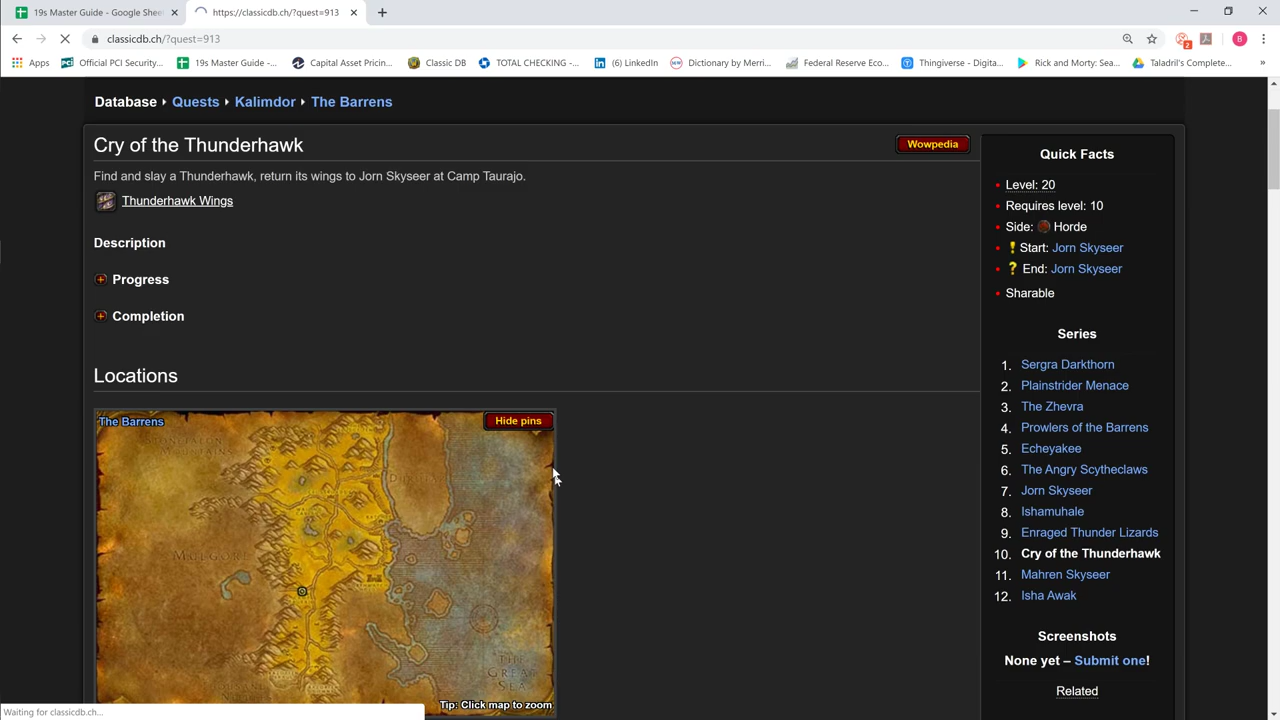 19s Master Guide - Google Shee
https://classicdb.ch/?quest=913
classicdb.ch/?quest=913
2
B
Apps
Official PCI Security...
19s Master Guide -...
Capital Asset Pricin...
Classic DB
TOTAL CHECKING -...
(6) LinkedIn
Dictionary by Merri...
Federal Reserve Eco...
Thingiverse - Digita...
Rick and Morty: Sea...
Taladril's Complete...
Database Quests Kalimdor The Barrens
Cry of the Thunderhawk
Wowpedia
Find and slay a Thunderhawk, return its wings to Jorn Skyseer at Camp Taurajo.
Thunderhawk Wings
Description
Progress
Completion
Locations
The Barrens
Hide pins
MULGORE
THE
GREAT
SEA
Tip: Click map to zoom
Quick Facts
Level: 20
Requires level: 10
Side: Horde
Start: Jorn Skyseer
End: Jorn Skyseer
Sharable
Series
1. Sergra Darkthorn
2. Plainstrider Menace
3. The Zhevra
4. Prowlers of the Barrens
5. Echeyakee
6. The Angry Scytheclaws
7. Jorn Skyseer
8. Ishamuhale
9. Enraged Thunder Lizards
10. Cry of the Thunderhawk
11. Mahren Skyseer
12. Isha Awak
Screenshots
None yet – Submit one!
Related
Waiting for classicdb.ch...